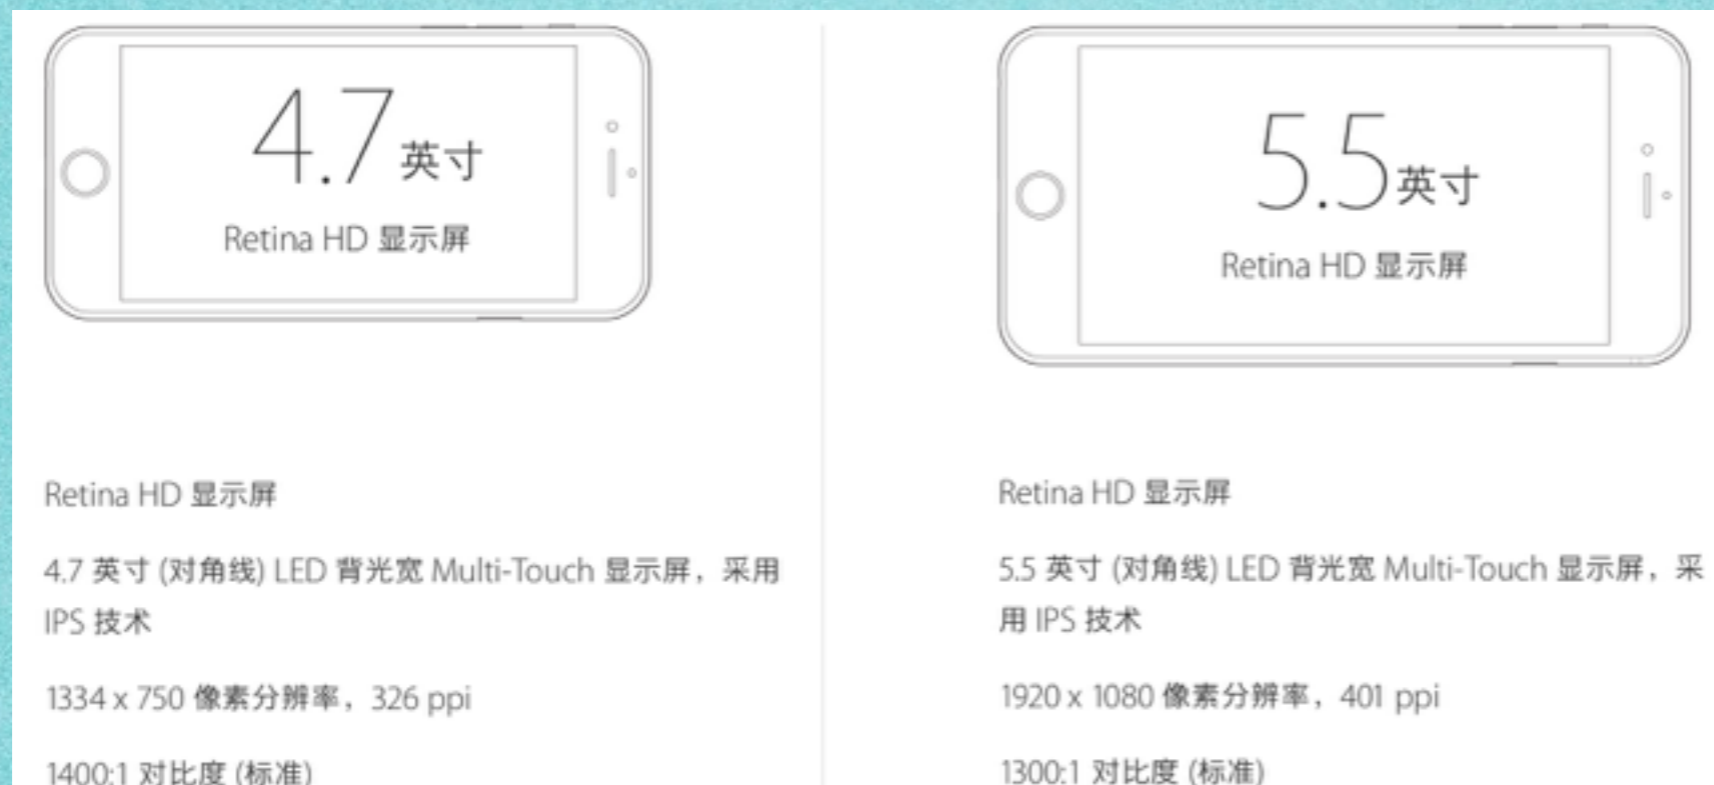 4.7 英寸
Retina HD 显示屏
Retina HD 显示屏
4.7 英寸 (对角线) LED 背光宽 Multi-Touch 显示屏，采用
IPS 技术
1334 x 750 像素分辨率，326 ppi
1400:1 对比度 (标准)
5.5 英寸
Retina HD 显示屏
Retina HD 显示屏
5.5 英寸 (对角线) LED 背光宽 Multi-Touch 显示屏，采
用 IPS 技术
1920 x 1080 像素分辨率，401 ppi
1300:1 对比度 (标准)